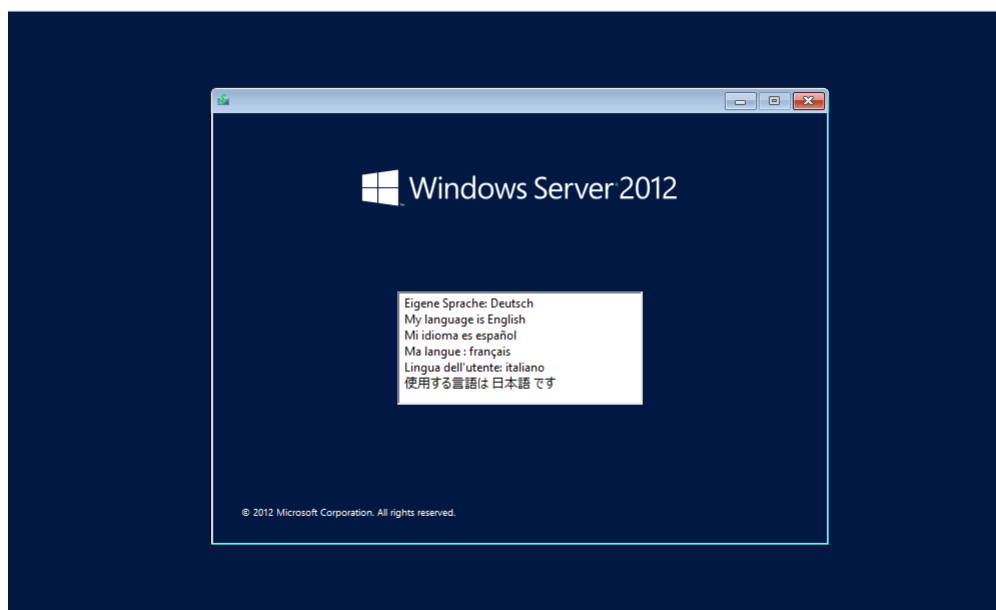 Windows Server 2012
Eigene Sprache: Deutsch
My language is English
Mi idioma es español
Ma langue : français
Lingua dell'utente: italiano
使用する言語は 日本語 です
© 2012 Microsoft Corporation. All rights reserved.